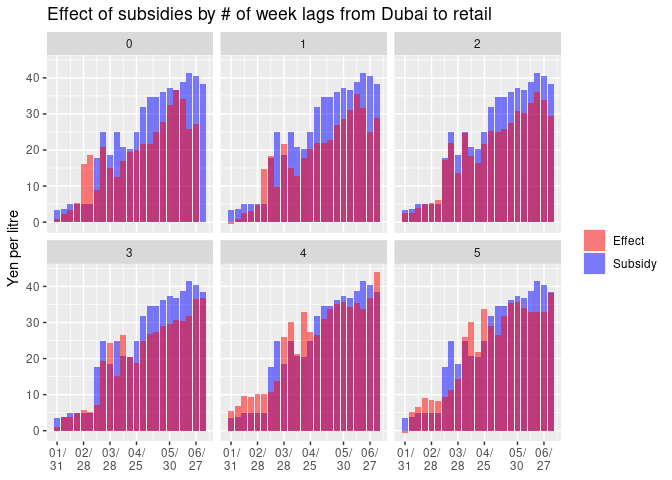 Effect of subsidies by # of week lags from Dubai to retail
0 1 2
40
30
20
10
0
3 4 5
40
30
20
10
0
Yen per litre
01/ 02/ 03/ 04/ 05/ 06/ 01/ 02/ 03/ 04/ 05/ 06/ 01/ 02/ 03/ 04/ 05/ 06/
31 28 28 25 30 27 31 28 28 25 30 27 31 28 28 25 30 27
Effect
Subsidy